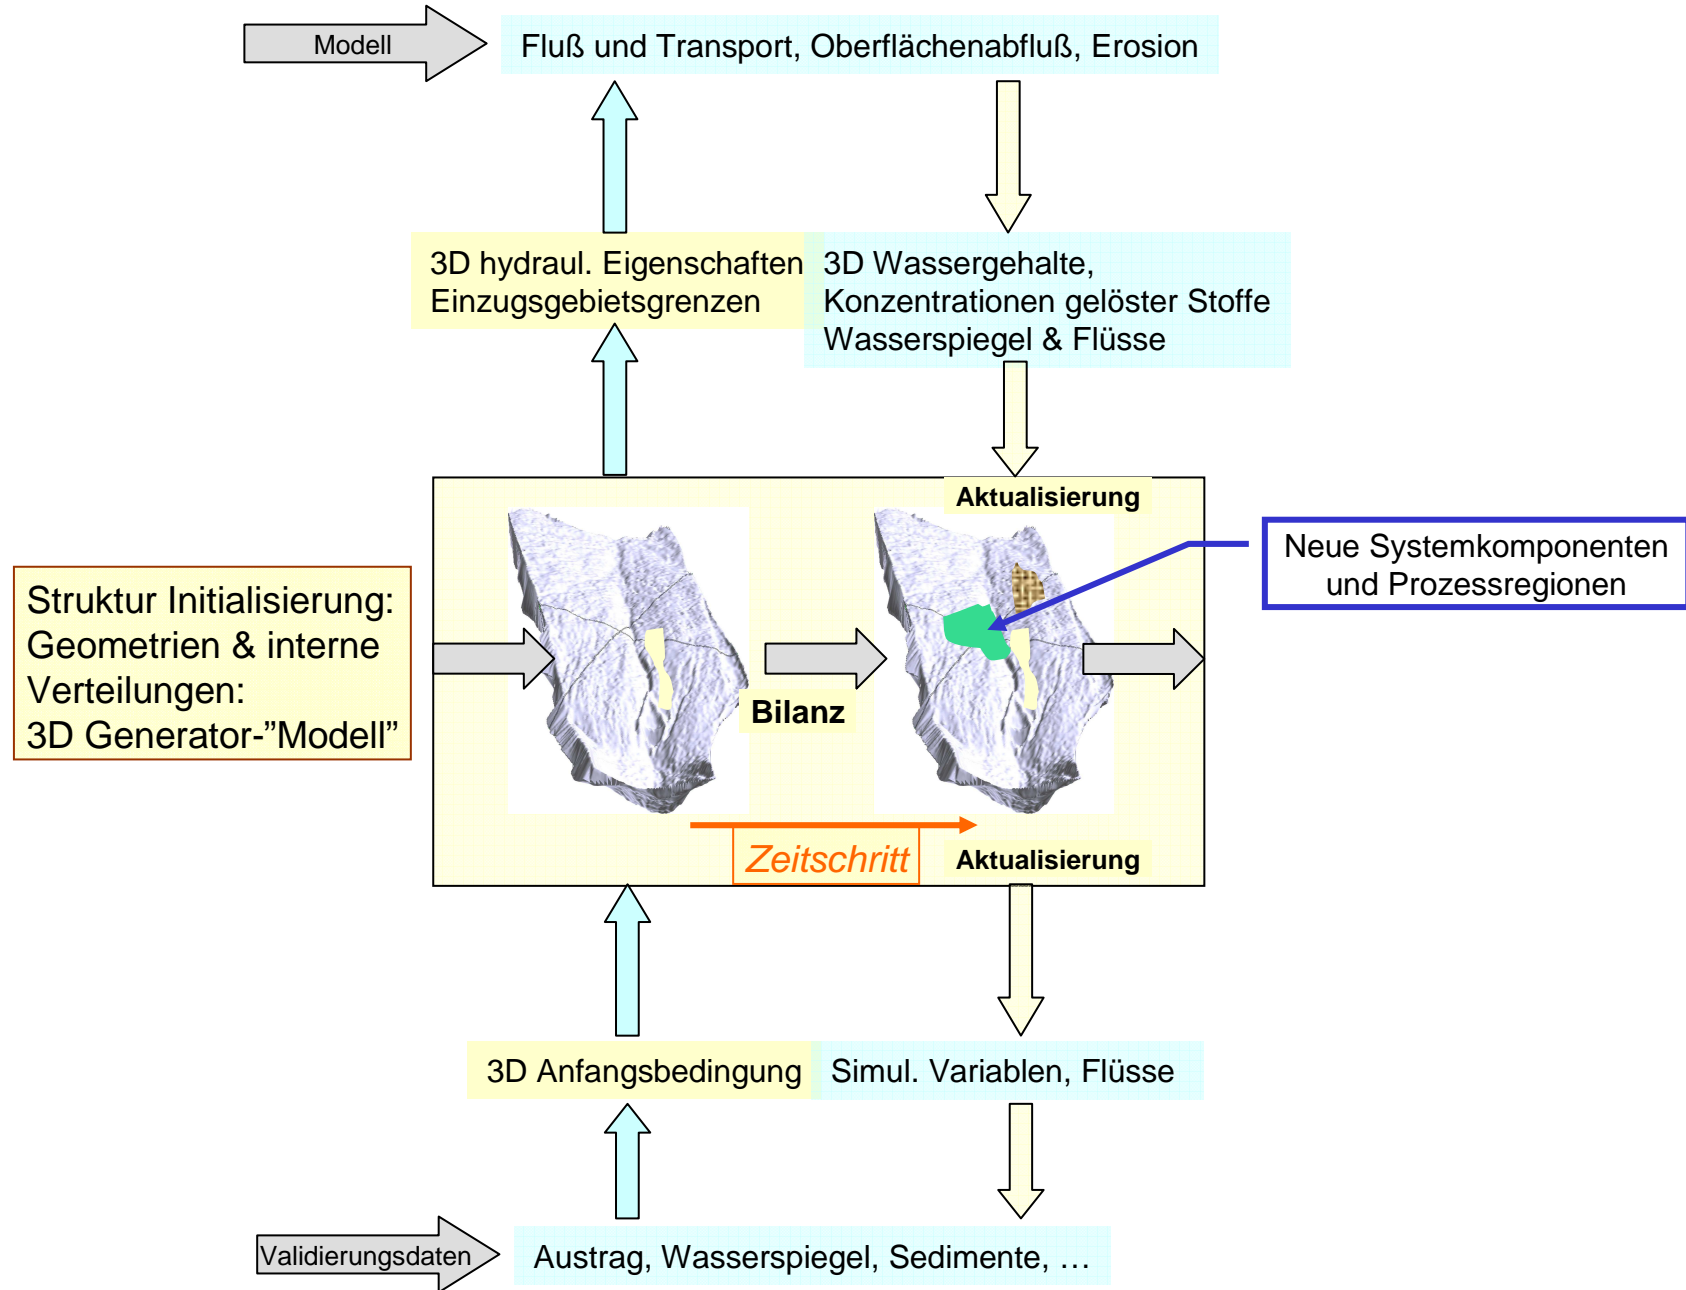 Modell
Fluß und Transport, Oberflächenabfluß, Erosion
3D hydraul. Eigenschaften
Einzugsgebietsgrenzen
3D Wassergehalte,
Konzentrationen gelöster Stoffe
Wasserspiegel & Flüsse
Aktualisierung
Neue Systemkomponenten
und Prozessregionen
Struktur Initialisierung:
Geometrien & interne
Verteilungen:
3D Generator-”Modell”
Bilanz
Zeitschritt
Aktualisierung
3D Anfangsbedingung
Simul. Variablen, Flüsse
Validierungsdaten
Austrag, Wasserspiegel, Sedimente, …